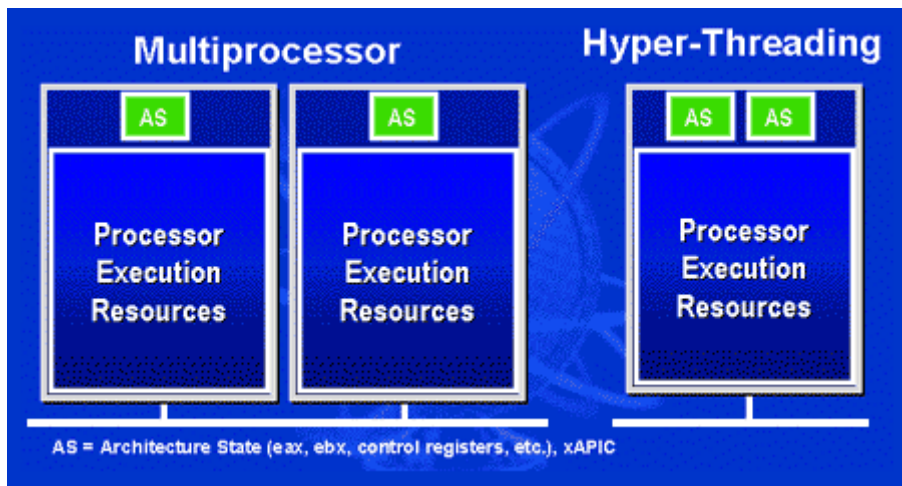 Multiprocessor
Hyper-Threading
AS
AS
AS
AS
Processor
Execution
Resources
Processor
Execution
Resources
Processor
Execution
Resources
AS = Architecture State (eax, ebx, control registers, etc.), xAPIC